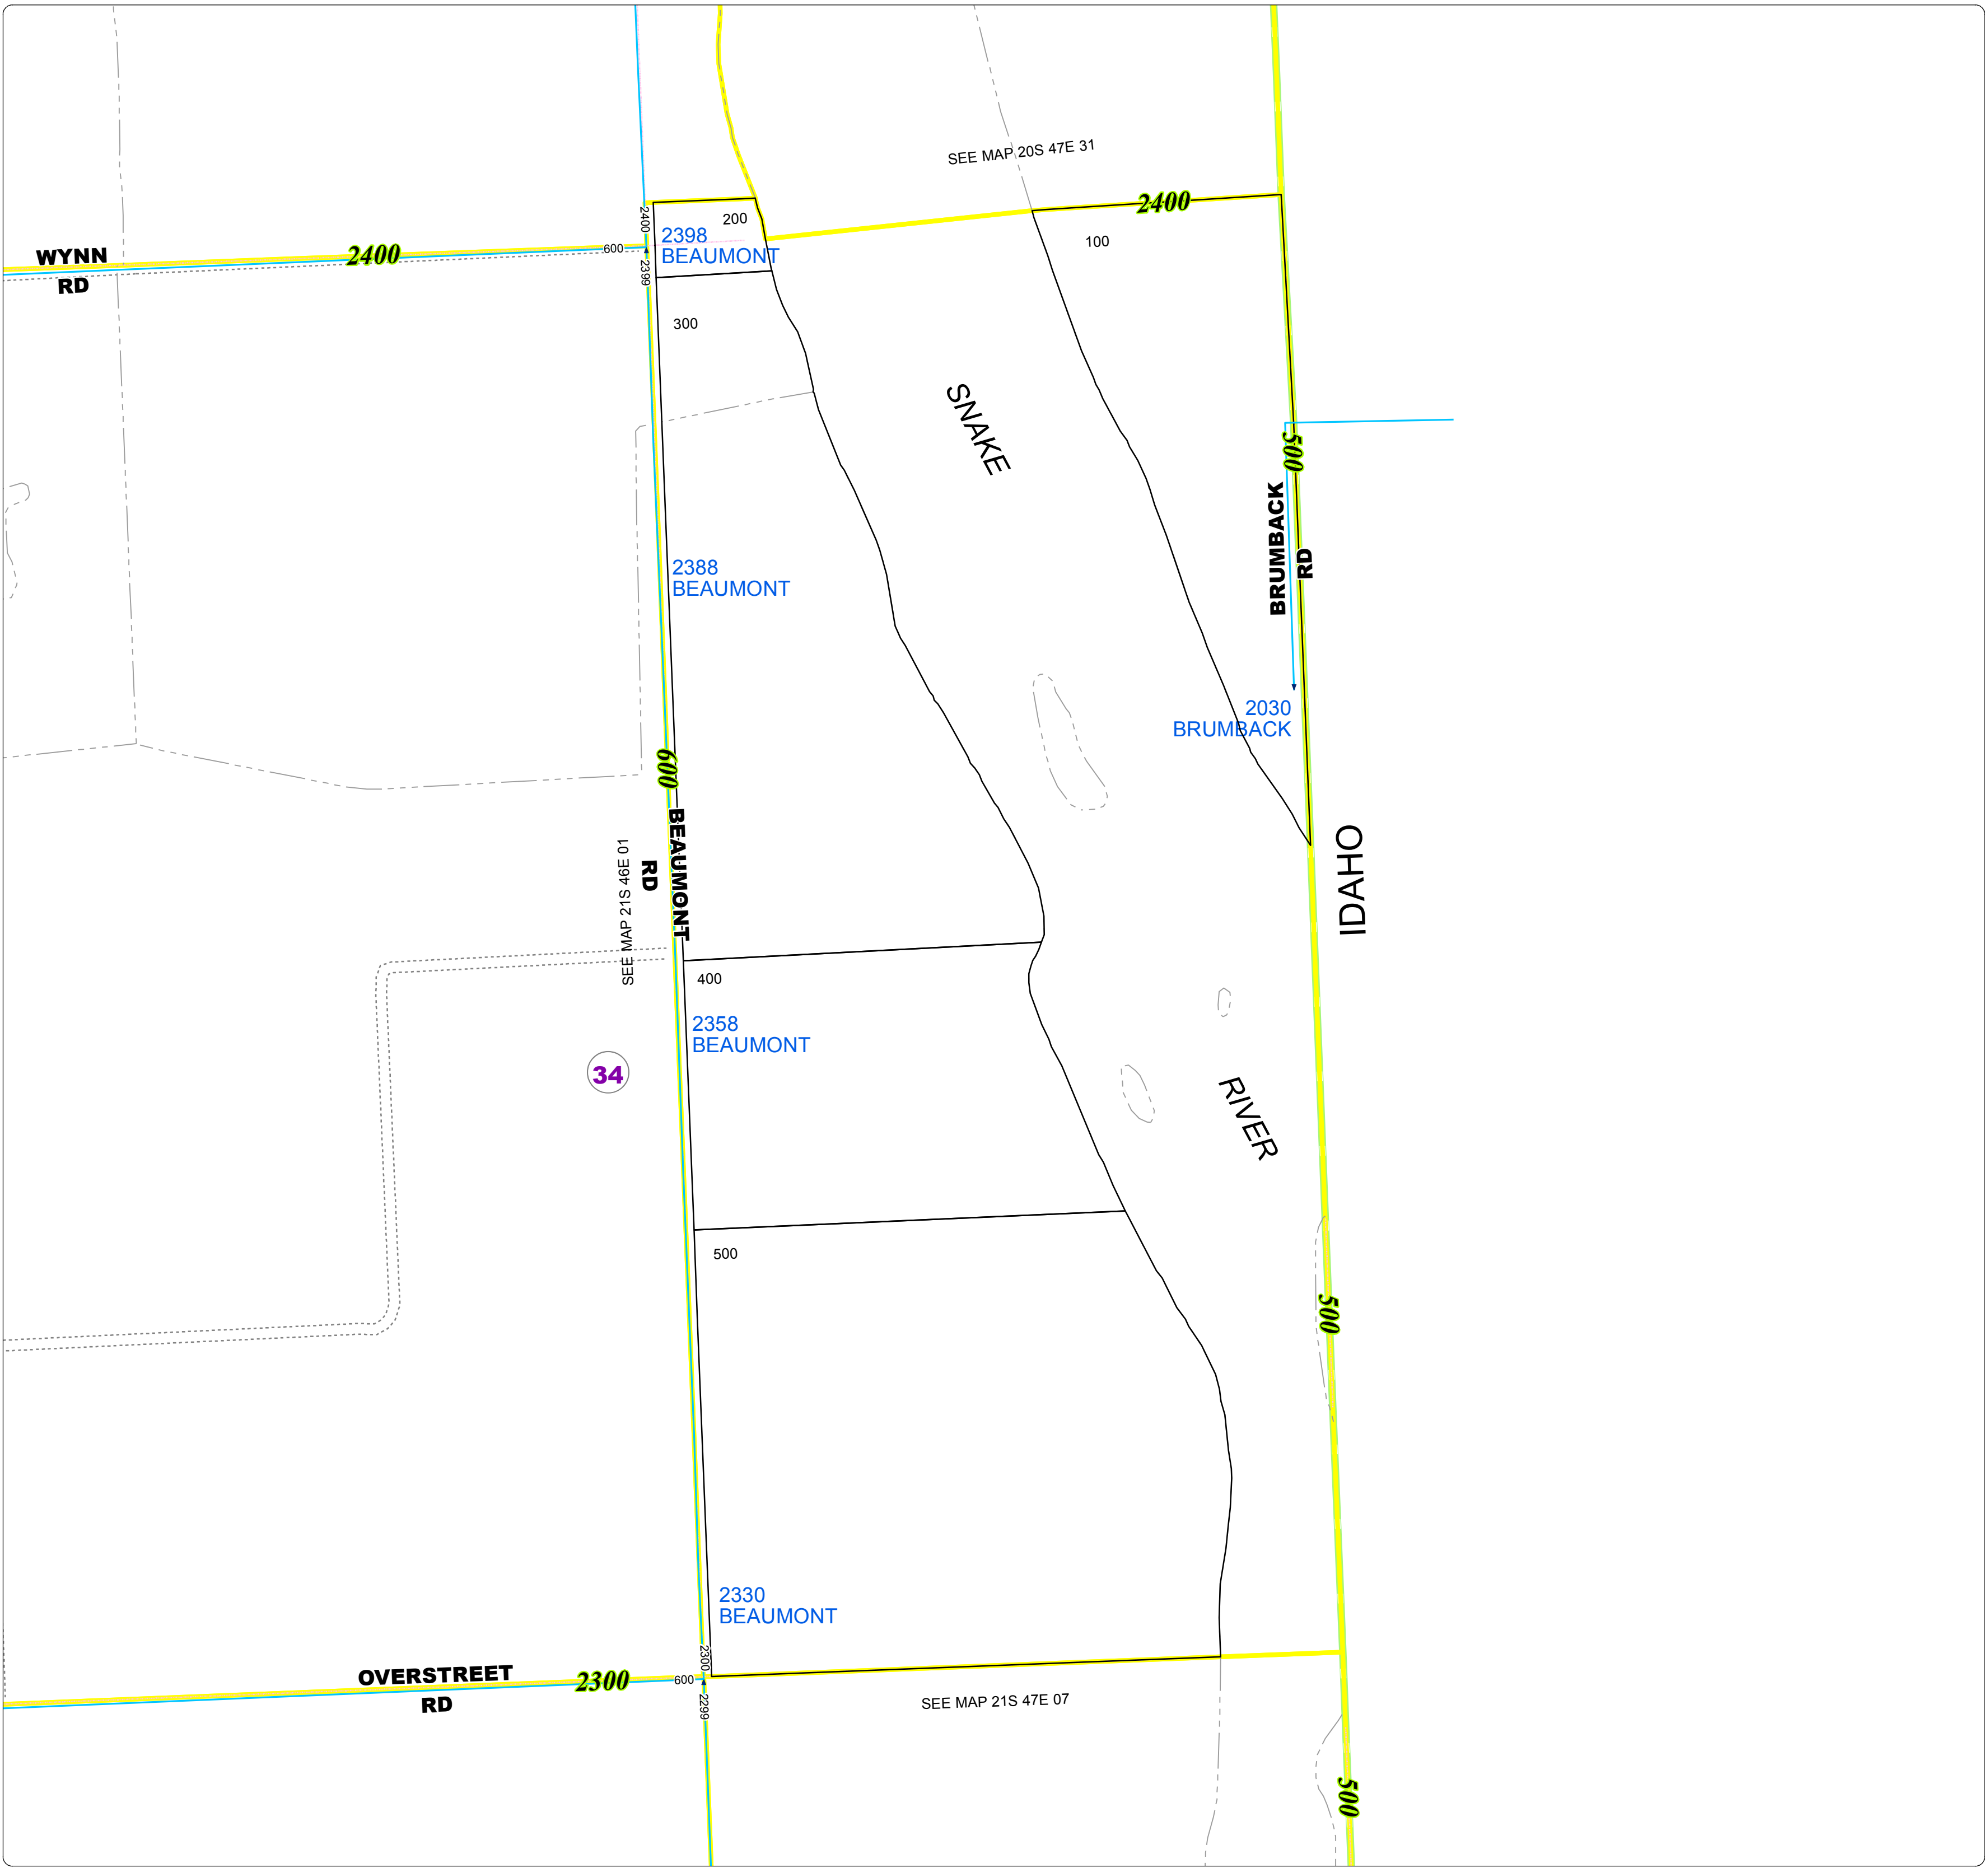 SEE MAP 20S 47E 31
2400
2400
200
2398
BEAUMONT
100
WYNN
RD
2400
600
2399
300
SNAKE
500
BRUMBACK
RD
2388
BEAUMONT
2030
BRUMBACK
600
BEAUMONT
RD
SEE MAP 21S 46E 01
IDAHO
400
2358
BEAUMONT
34
RIVER
500
500
2330
BEAUMONT
2300
OVERSTREET
RD
2300
600
2299
SEE MAP 21S 47E 07
500